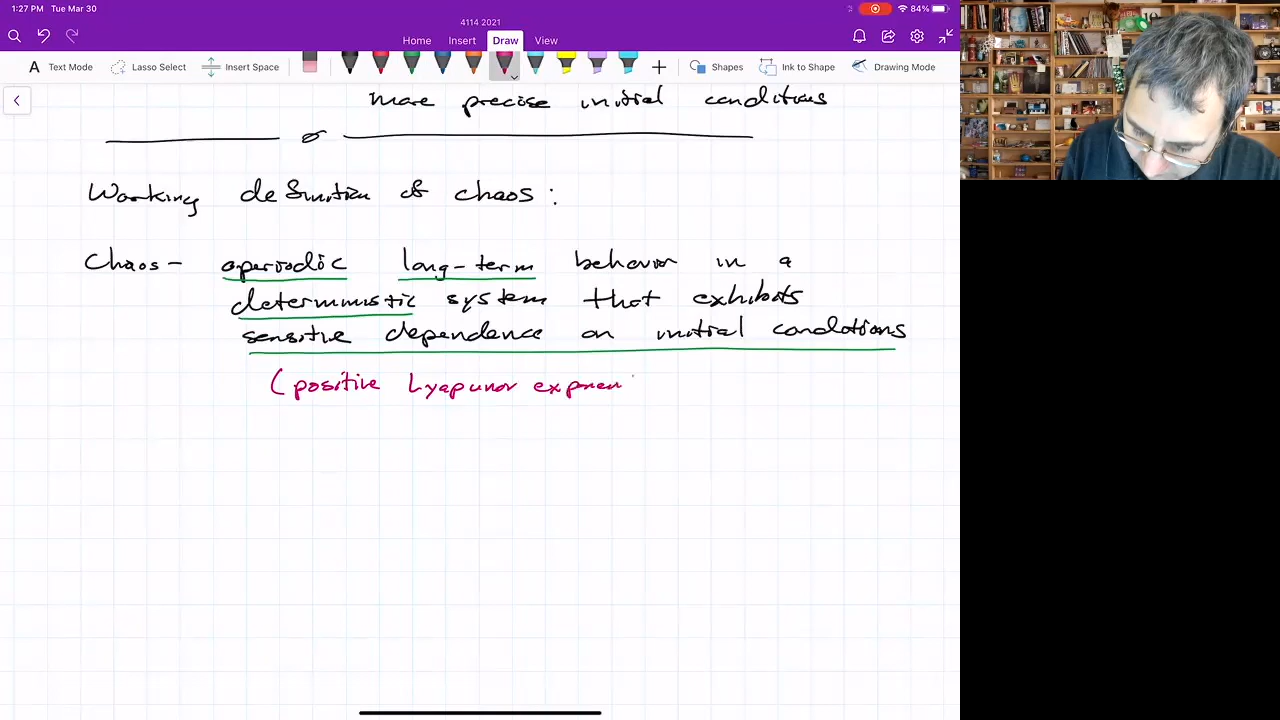 1:27 PM Tue Mar 30
84%
4114 2021
Home Insert Draw View
Text Mode Lasso Select Insert Space Shapes Ink to Shape Drawing Mode
more precise initial conditions
Working definition of chaos:
Chaos - aperiodic long-term behavior in a
deterministic system that exhibits
sensitive dependence on initial conditions
(positive Lyapunov exponen